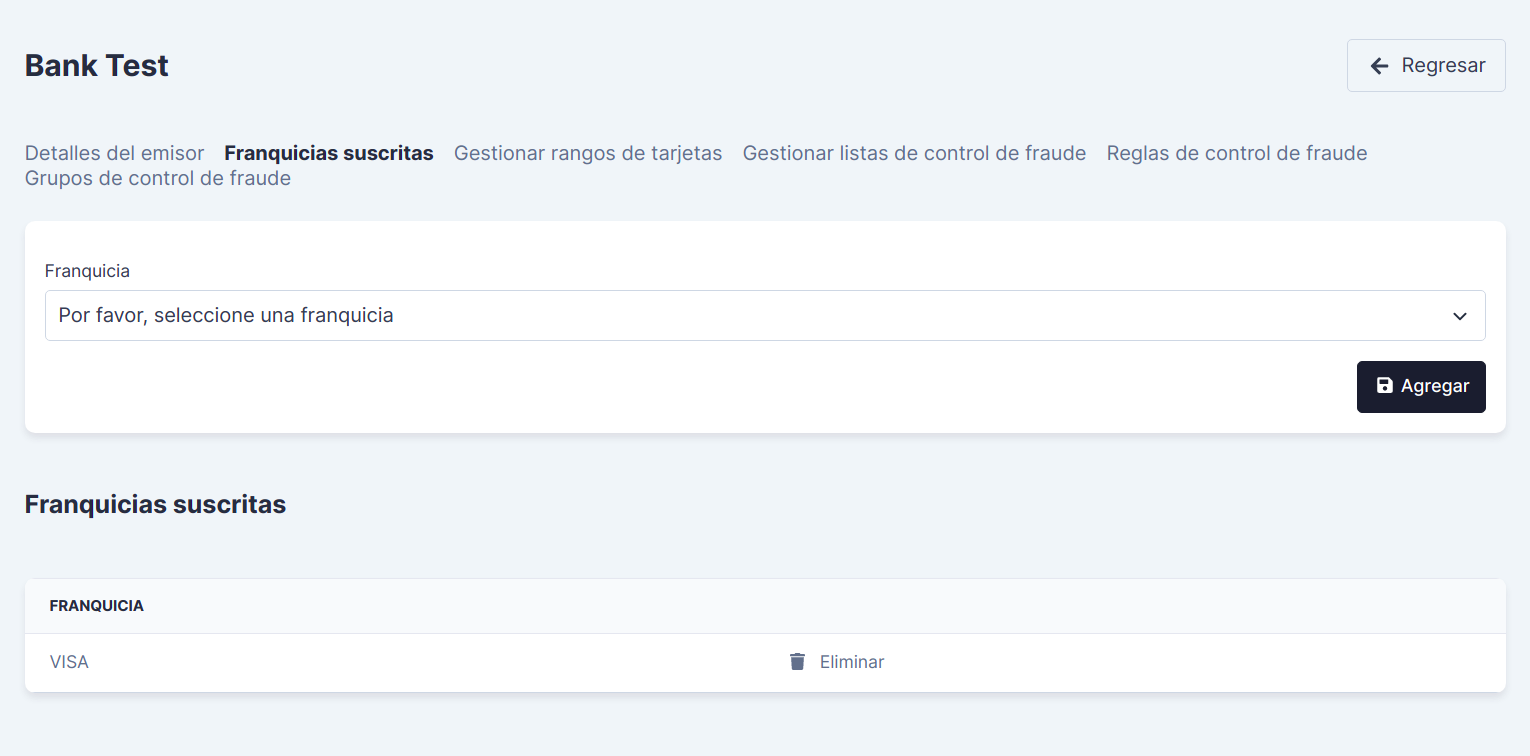 Bank Test
Regresar
Detalles del emisor Franquicias suscritas Gestionar rangos de tarjetas Gestionar listas de control de fraude Reglas de control de fraude
Grupos de control de fraude
Franquicia
Por favor, seleccione una franquicia
Agregar
Franquicias suscritas
FRANQUICIA
VISA Eliminar